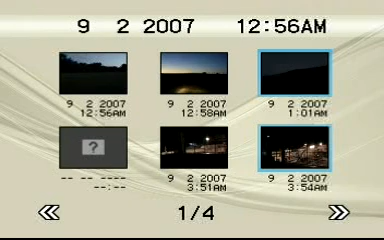 9 2 2007 12:56AM
9 2 2007 9 2 2007 9 2 2007
12:56AM 12:58AM 1:01AM
?
-- -- ---- 9 2 2007 9 2 2007
--:-- 3:51AM 3:54AM
« 1/4 »